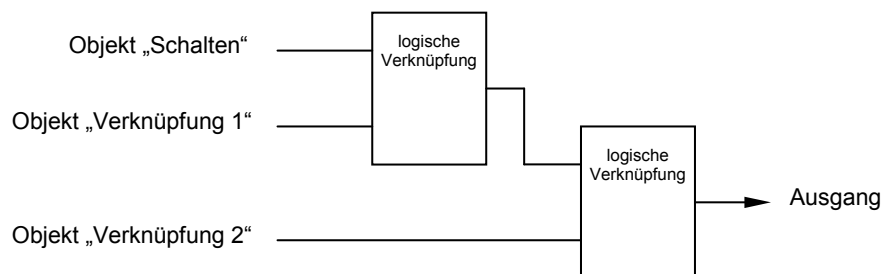 Objekt „Schalten“
logische
Verknüpfung
Objekt „Verknüpfung 1“
logische
Verknüpfung
Ausgang
Objekt „Verknüpfung 2“